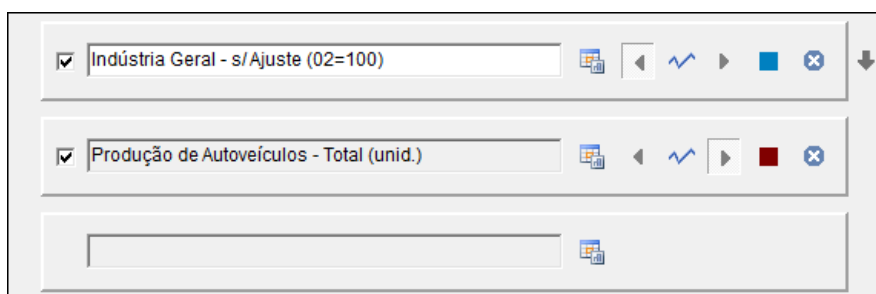 Indústria Geral - s/Ajuste (02=100)
Produção de Autoveículos - Total (unid.)